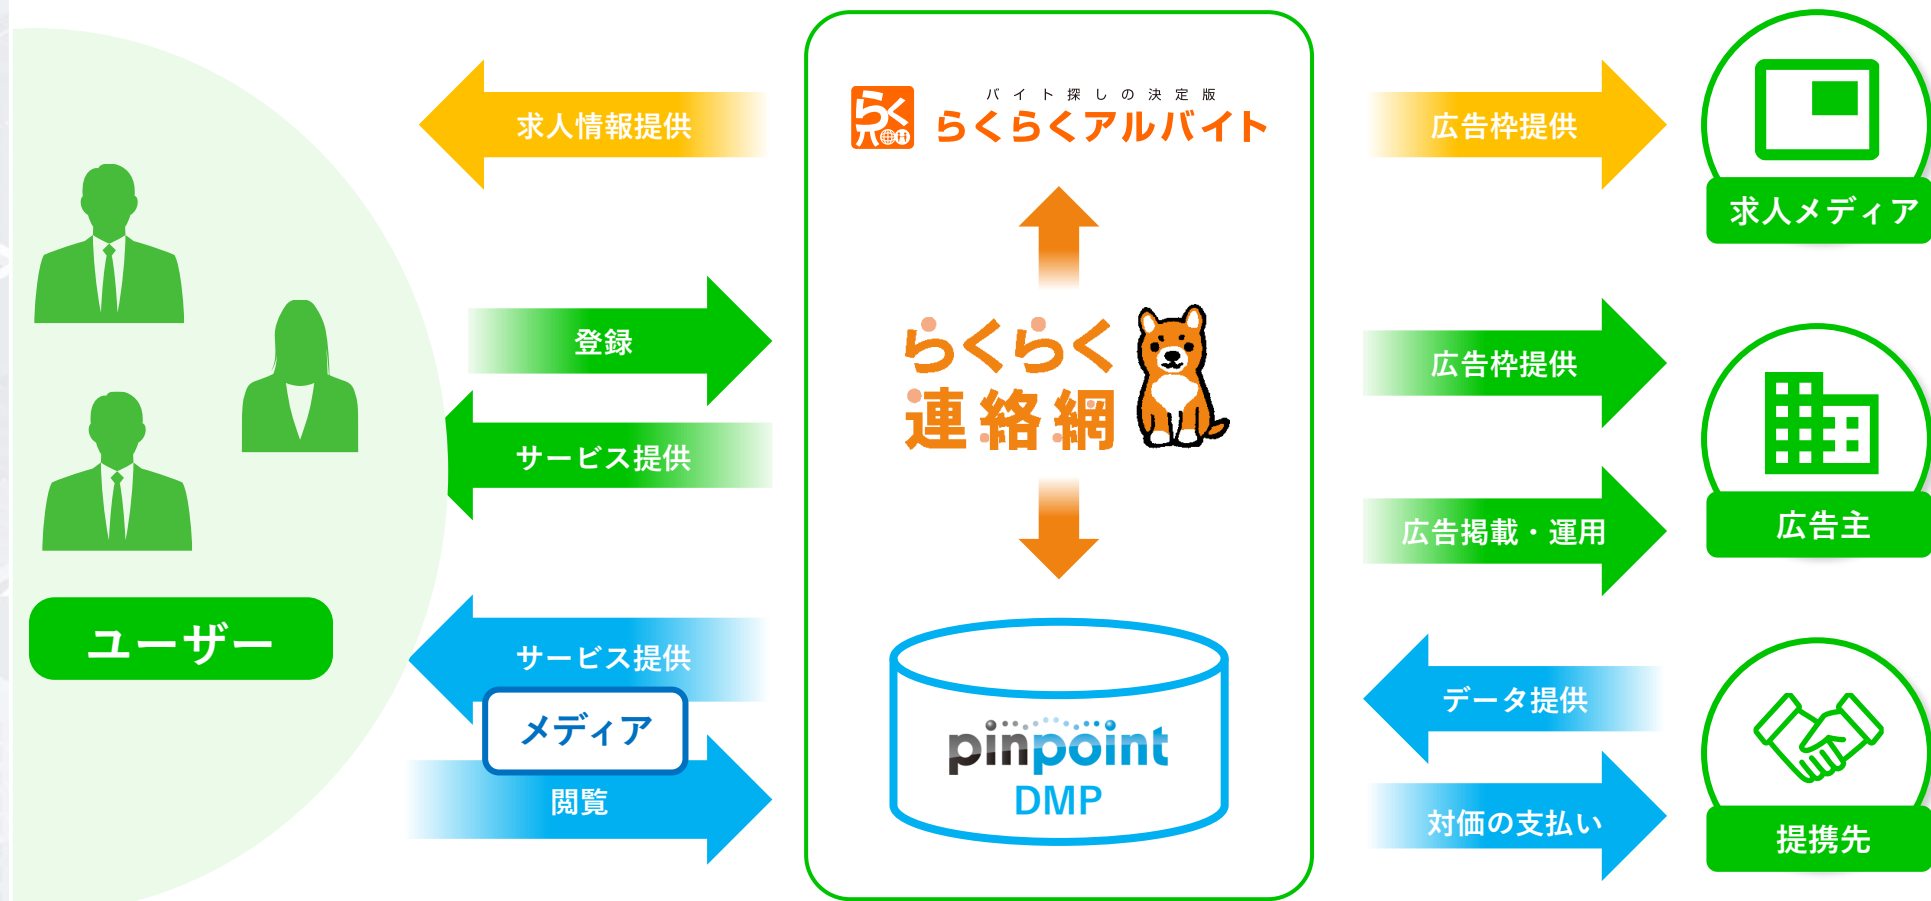 バイト探しの決定版
らくらくアルバイト
らく
求人情報提供
広告枠提供
求人メディア
登録
サービス提供
らくらく
連絡網
広告枠提供
広告掲載・運用
広告主
ユーザー
サービス提供
メディア
閲覧
pinpoint
DMP
データ提供
対価の支払い
提携先